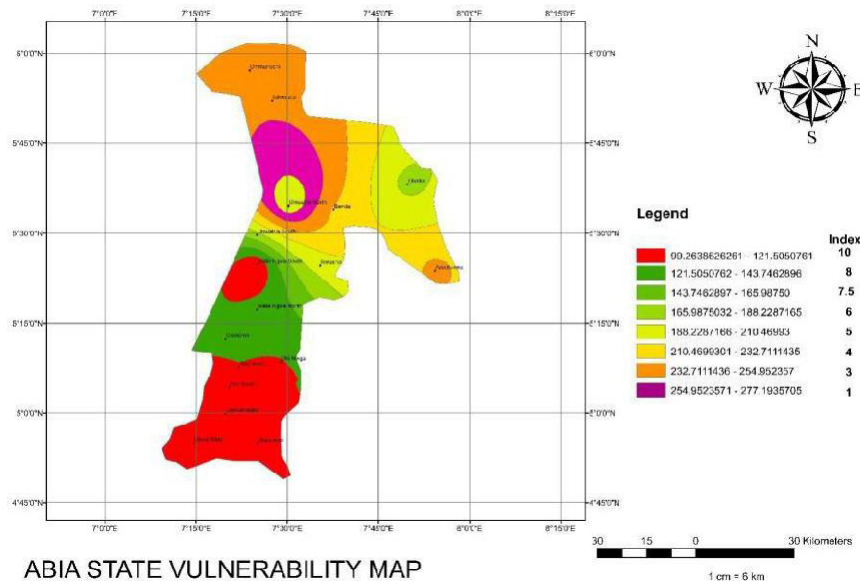 7°0'0"E 7°15'0"E 7°30'0"E 7°45'0"E 8°0'0"E 8°15'0"E
N
W E
S
6°0'0"N 6°0'0"N
5°45'0"N 5°45'0"N
5°30'0"N 5°30'0"N
5°15'0"N 5°15'0"N
5°0'0"N 5°0'0"N
4°45'0"N 4°45'0"N
Bende
Legend
Index
90.2638626261 - 121.5050761 10
121.5050762 - 143.7462896 8
143.7462897 - 165.98750 7.5
165.9875032 - 188.2287165 6
188.2287166 - 210.46993 5
210.4699301 - 232.7111435 4
232.7111436 - 254.952357 3
254.9523571 - 277.1935705 1
7°0'0"E 7°15'0"E 7°30'0"E 7°45'0"E 8°0'0"E 8°15'0"E
30 15 0 30 Kilometers
1 cm = 6 km
ABIA STATE VULNERABILITY MAP